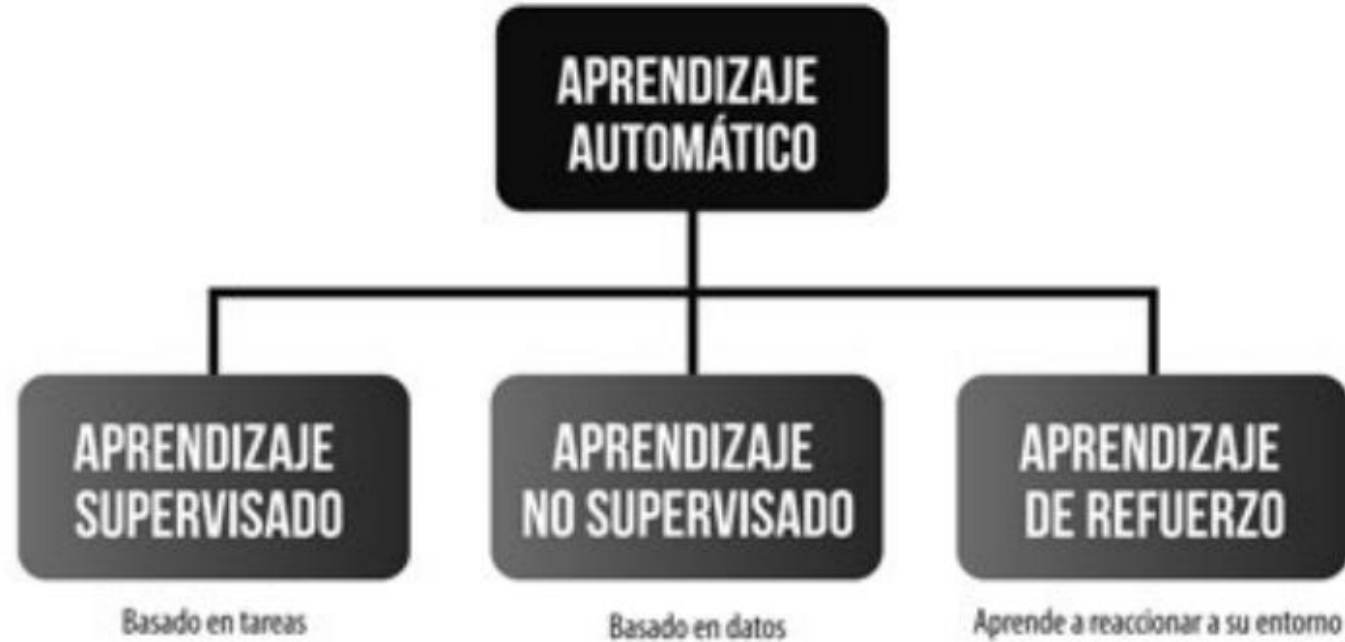 APRENDIZAJE
AUTOMÁTICO
APRENDIZAJE
SUPERVISADO
APRENDIZAJE
NO SUPERVISADO
APRENDIZAJE
DE REFUERZO
Basado en tareas
Basado en datos
Aprende a reaccionar a su entorno